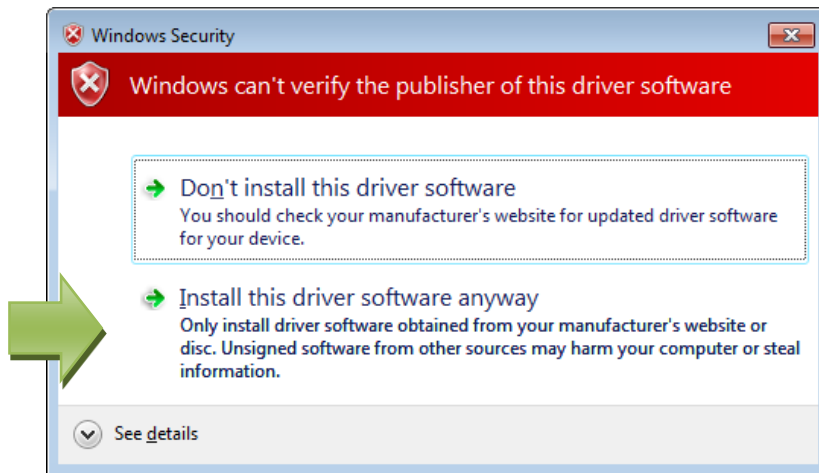 Windows Security
Windows can't verify the publisher of this driver software
Don't install this driver software
You should check your manufacturer's website for updated driver software
for your device.
Install this driver software anyway
Only install driver software obtained from your manufacturer's website or
disc. Unsigned software from other sources may harm your computer or steal
information.
See details